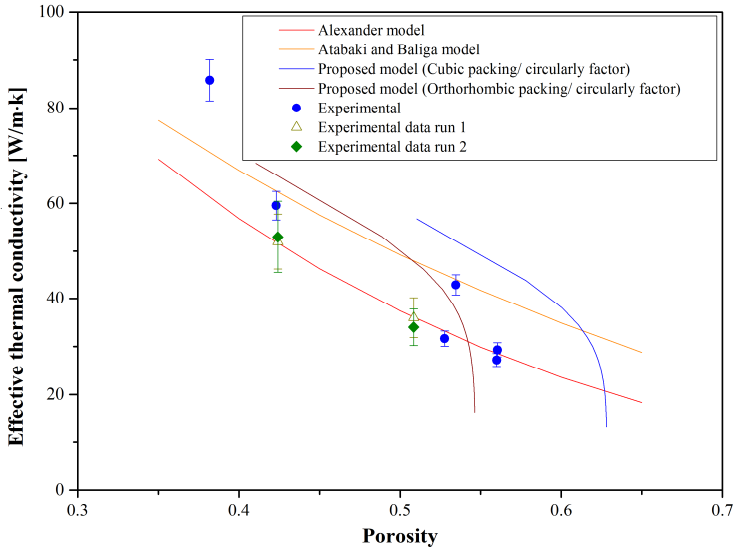 Alexander model
Atabaki and Baliga model
Proposed model (Cubic packing/ circularly factor)
Proposed model (Orthorhombic packing/ circularly factor)
Experimental
Experimental data run 1
Experimental data run 2
Effective thermal conductivity [W/m·k]
100
80
60
40
20
0
0.3 0.4 0.5 0.6 0.7
Porosity